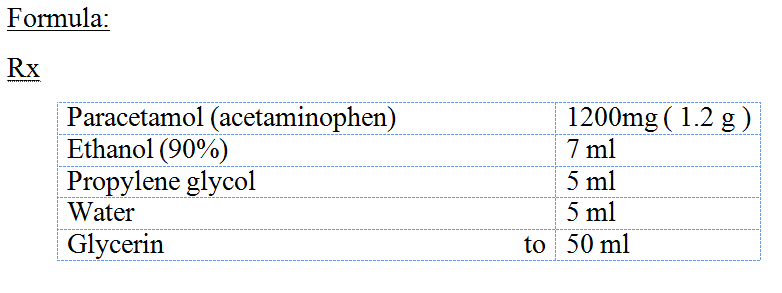 Formula:
Rx
Paracetamol (acetaminophen) 1200mg ( 1.2 g )
Ethanol (90%) 7 ml
Propylene glycol 5 ml
Water 5 ml
Glycerin to 50 ml